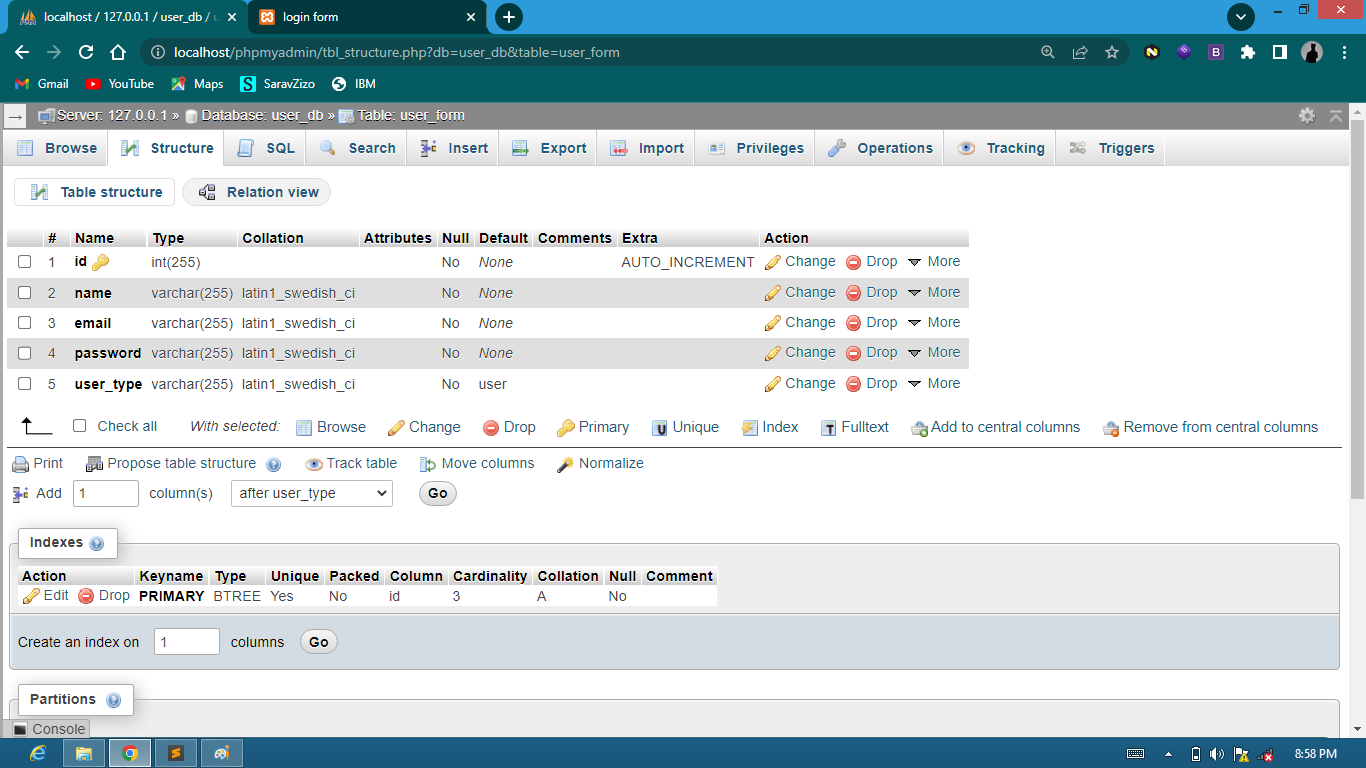 localhost / 127.0.0.1 / user_db / u
login form
localhost/phpmyadmin/tbl_structure.php?db=user_db&table=user_form
Gmail YouTube Maps SaravZizo IBM
Server: 127.0.0.1 » Database: user_db » Table: user_form
Browse Structure SQL Search Insert Export Import Privileges Operations Tracking Triggers
Table structure Relation view
# Name Type Collation Attributes Null Default Comments Extra Action
1 id int(255) No None AUTO_INCREMENT Change Drop More
2 name varchar(255) latin1_swedish_ci No None Change Drop More
3 email varchar(255) latin1_swedish_ci No None Change Drop More
4 password varchar(255) latin1_swedish_ci No None Change Drop More
5 user_type varchar(255) latin1_swedish_ci No user Change Drop More
Check all With selected: Browse Change Drop Primary Unique Index Fulltext Add to central columns Remove from central columns
Print Propose table structure Track table Move columns Normalize
Add 1 column(s) after user_type Go
Indexes
Action Keyname Type Unique Packed Column Cardinality Collation Null Comment
Edit Drop PRIMARY BTREE Yes No id 3 A No
Create an index on 1 columns Go
Partitions
Console
8:58 PM